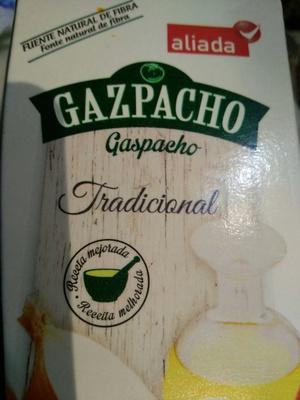 FUENTE NATURAL DE FIBRA
Fonte natural de fibra
aliada
GAZPACHO
Gaspacho
Tradicional
Receta mejorada
Receita melhorada